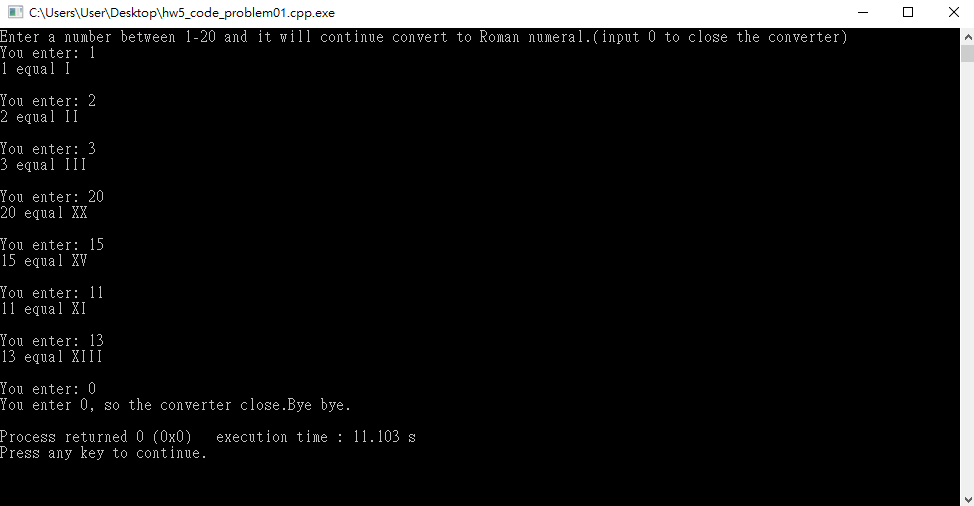 C:\Users\User\Desktop\hw5_code_problem01.cpp.exe
Enter a number between 1-20 and it will continue convert to Roman numeral.(input 0 to close the converter)
You enter: 1
1 equal I
You enter: 2
2 equal II
You enter: 3
3 equal III
You enter: 20
20 equal XX
You enter: 15
15 equal XV
You enter: 11
11 equal XI
You enter: 13
13 equal XIII
You enter: 0
You enter 0, so the converter close.Bye bye.
Process returned 0 (0x0)   execution time : 11.103 s
Press any key to continue.